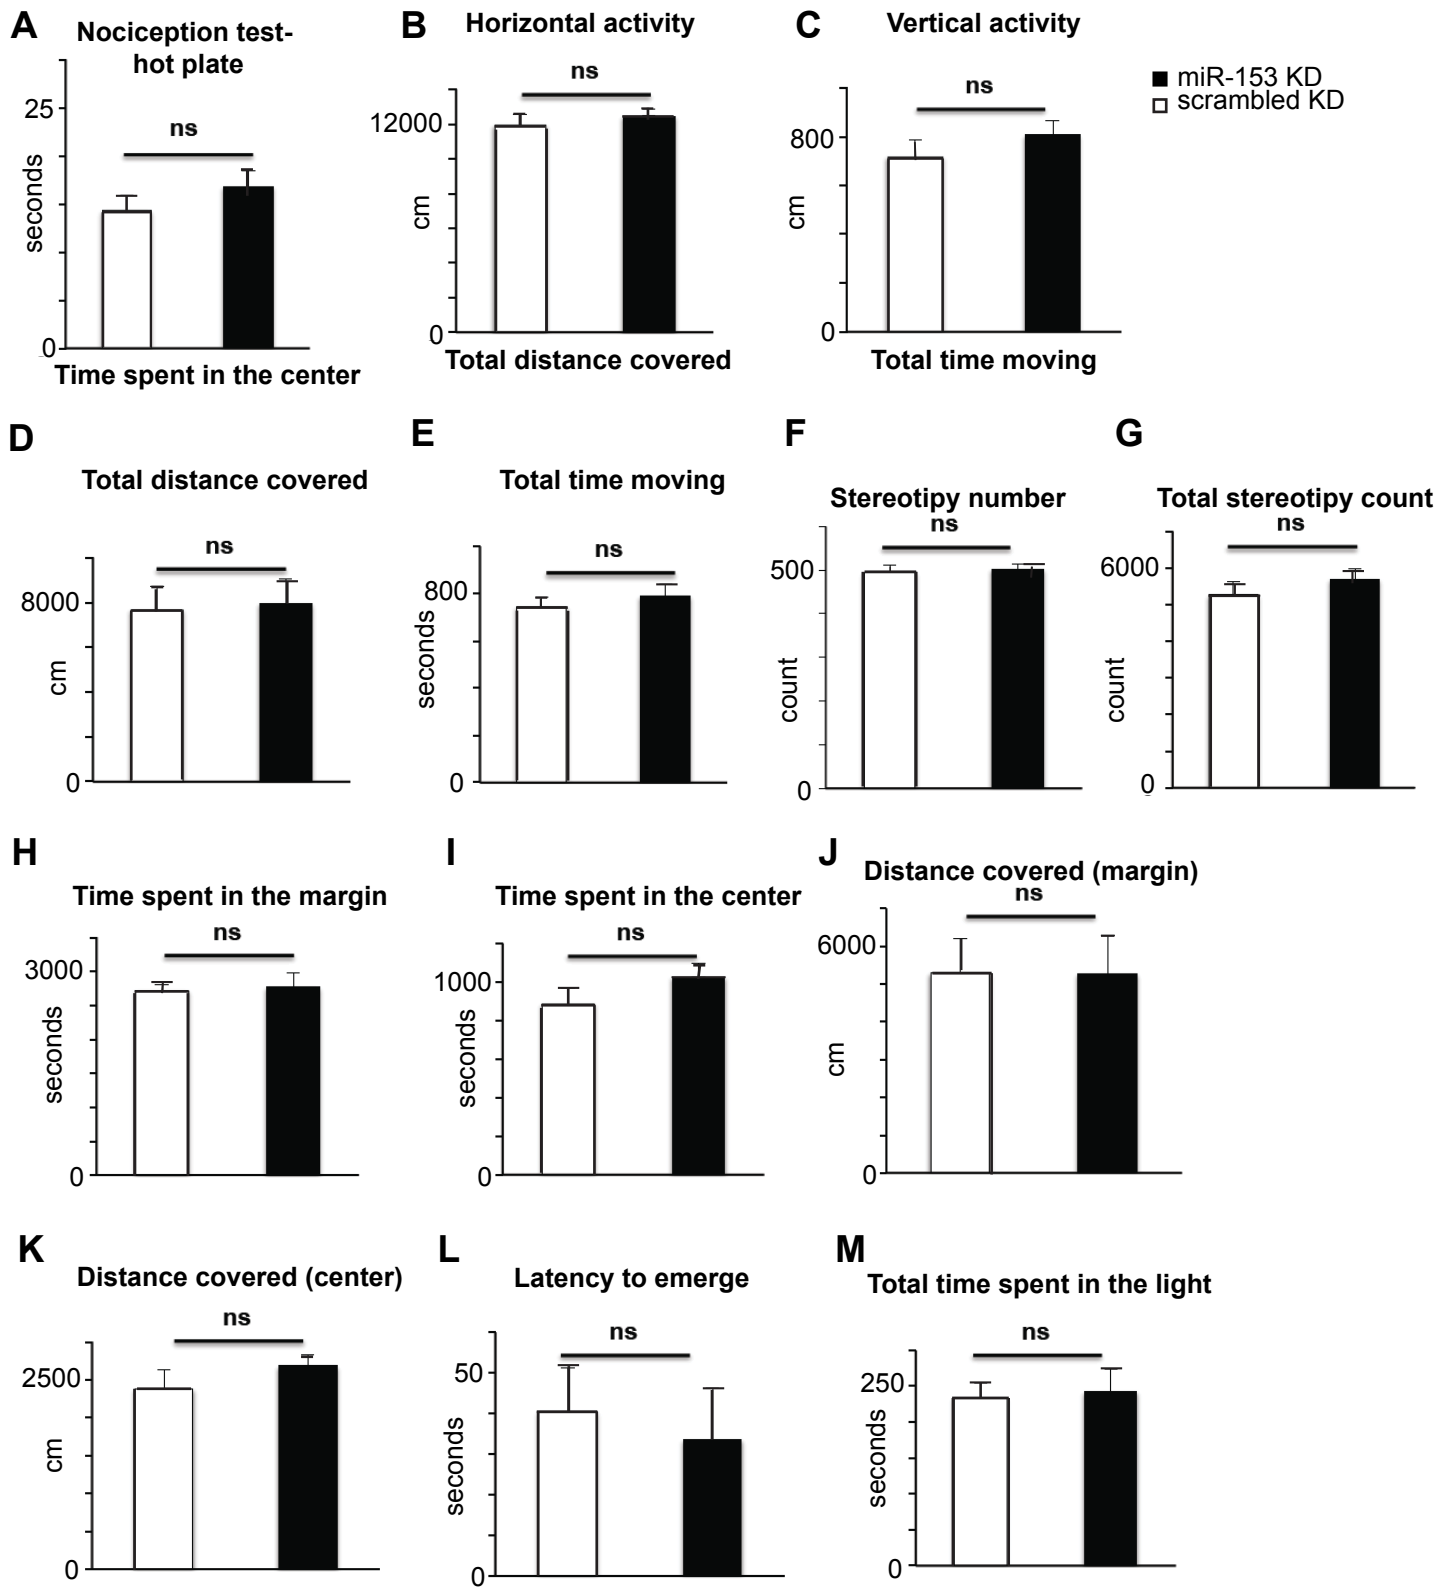 A
Nociception test-
hot plate
25
ns
seconds
0
Time spent in the center
B
Horizontal activity
ns
12000
cm
0
Total distance covered
C
Vertical activity
ns
800
cm
0
Total time moving
miR-153 KD
scrambled KD
D
Total distance covered
ns
8000
cm
0
E
Total time moving
ns
800
seconds
0
F
Stereotipy number
ns
500
count
0
G
Total stereotipy count
ns
6000
count
0
H
Time spent in the margin
ns
3000
seconds
0
I
Time spent in the center
ns
1000
seconds
0
J
Distance covered (margin)
ns
6000
cm
0
K
Distance covered (center)
ns
2500
cm
0
L
Latency to emerge
ns
50
seconds
0
M
Total time spent in the light
ns
250
seconds
0